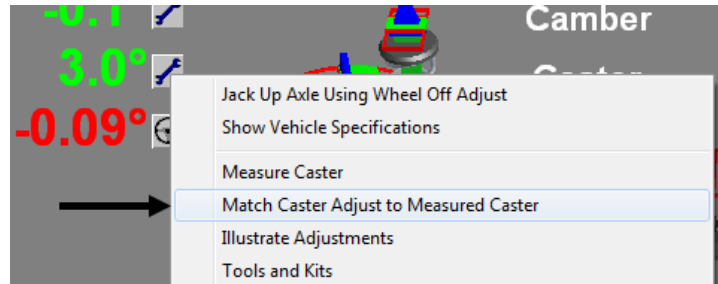 -0.1° Camber
3.0° Caster
Jack Up Axle Using Wheel Off Adjust
-0.09°
Show Vehicle Specifications
Measure Caster
Match Caster Adjust to Measured Caster
Illustrate Adjustments
Tools and Kits